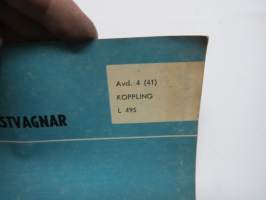 Avd. 4 (41)
KOPPLING
L 495
STVAGNAR